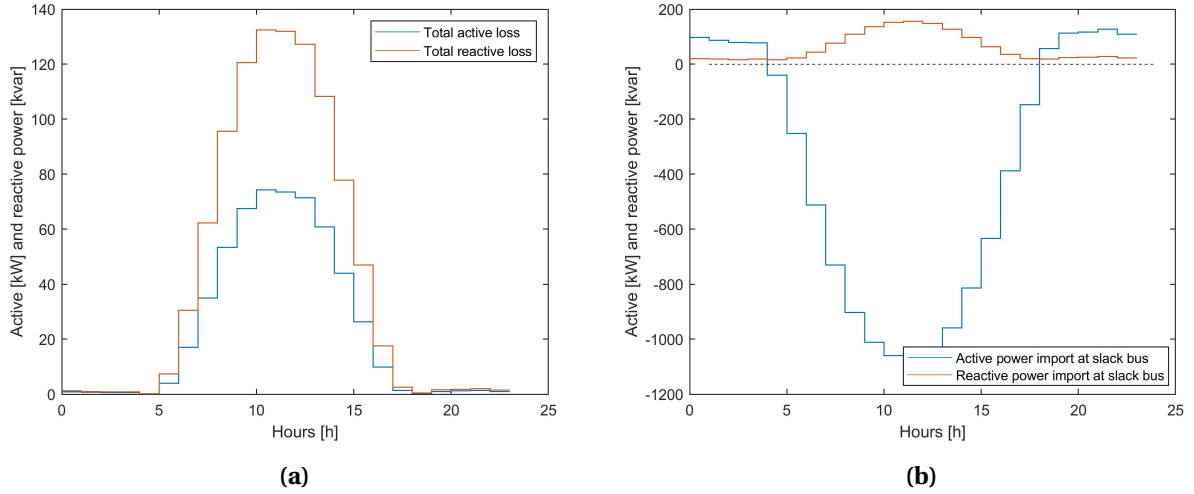 140
120
100
80
60
40
20
0
0
5
10
15
20
25
Active [kW] and reactive power [kvar]
Hours [h]
Total active loss
Total reactive loss
(a)
200
0
-200
-400
-600
-800
-1000
-1200
0
5
10
15
20
25
Active [kW] and reactive power [kvar]
Hours [h]
Active power import at slack bus
Reactive power import at slack bus
(b)